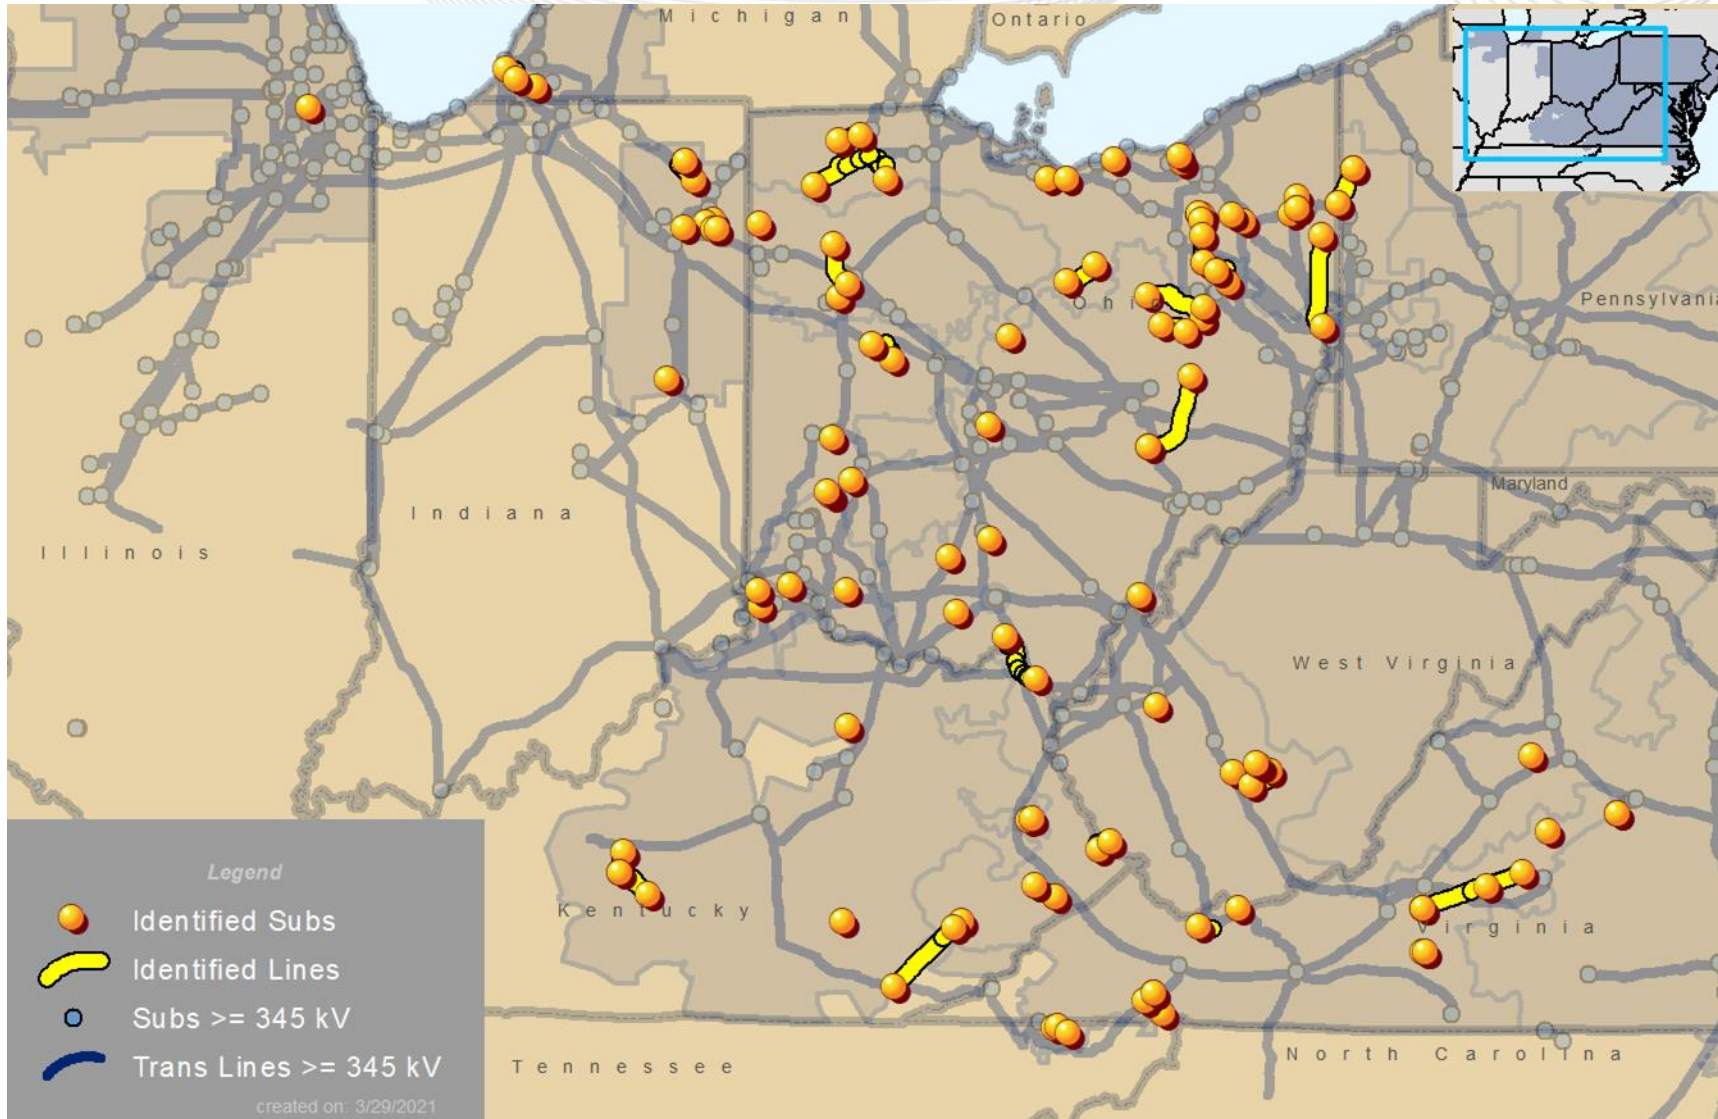 Michigan
Ontario
Ohio
Pennsylvania
Maryland
Indiana
Illinois
West Virginia
Kentucky
Virginia
Tennessee
North Carolina
Legend
Identified Subs
Identified Lines
Subs >= 345 kV
Trans Lines >= 345 kV
created on: 3/29/2021